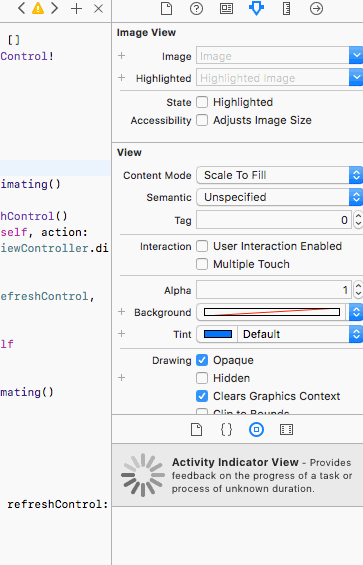 []
Control!
imating()
hControl()
self, action:
iewController.di
efreshControl,
lf
mating()
refreshControl:
Image View
Image
Image
Highlighted
Highlighted Image
State
Highlighted
Accessibility
Adjusts Image Size
View
Content Mode
Scale To Fill
Semantic
Unspecified
Tag
0
Interaction
User Interaction Enabled
Multiple Touch
Alpha
1
Background
Tint
Default
Drawing
Opaque
Hidden
Clears Graphics Context
Clip to Bounds
Activity Indicator View - Provides
feedback on the progress of a task or
process of unknown duration.